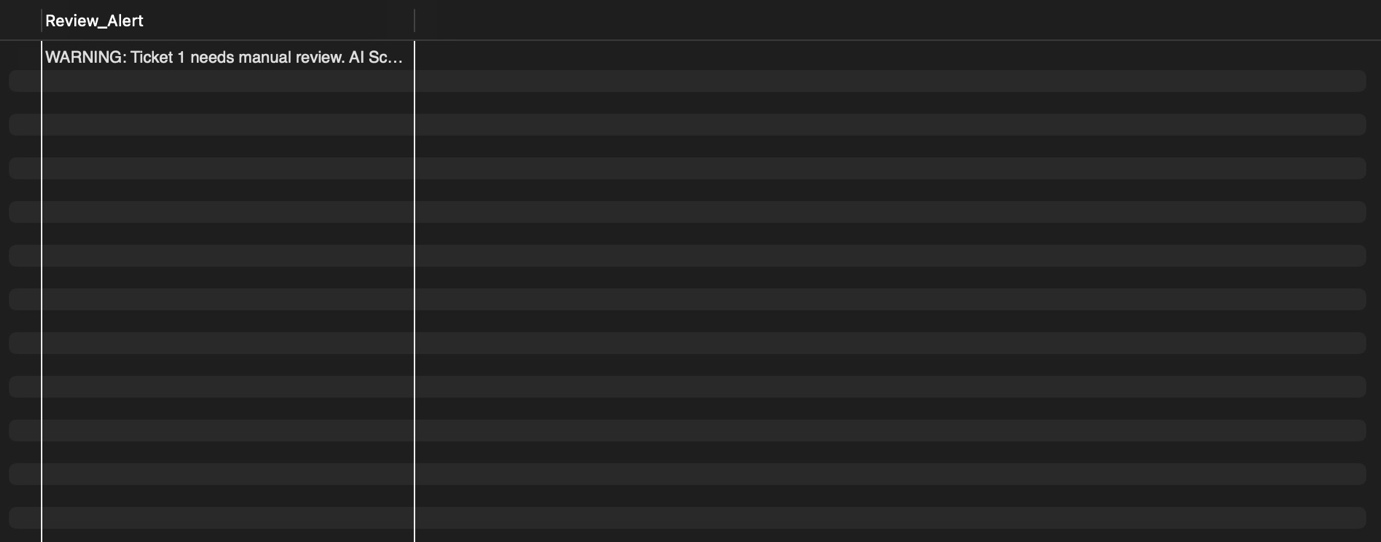 Review_Alert
WARNING: Ticket 1 needs manual review. AI Sc...